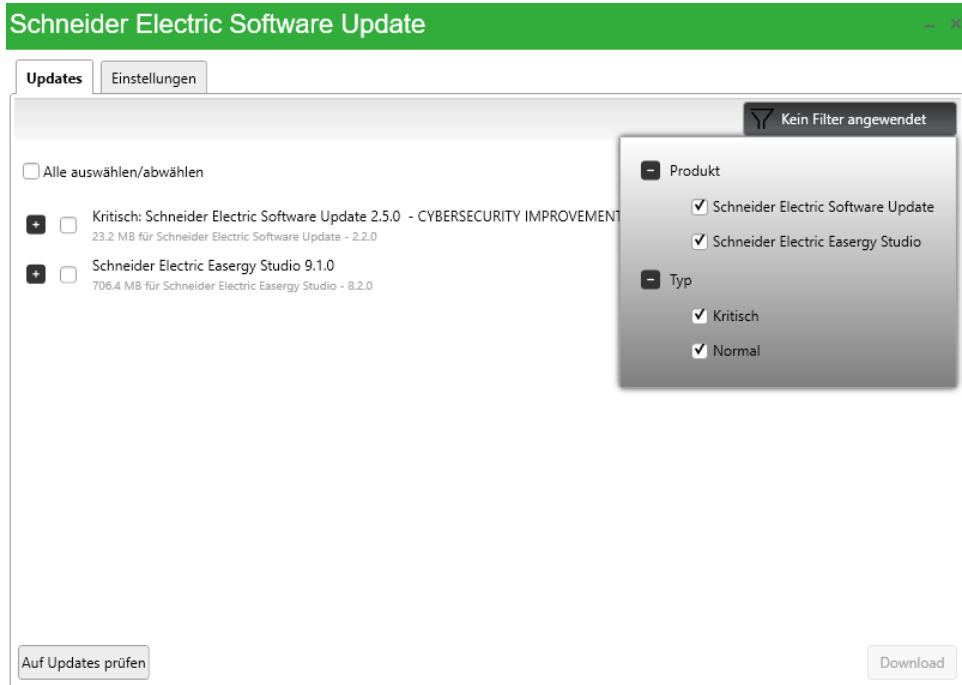 Schneider Electric Software Update
Updates
Einstellungen
Kein Filter angewendet
Alle auswählen/abwählen
Kritisch: Schneider Electric Software Update 2.5.0 - CYBERSECURITY IMPROVEMENT
23.2 MB für Schneider Electric Software Update - 2.2.0
Schneider Electric Easergy Studio 9.1.0
706.4 MB für Schneider Electric Easergy Studio - 8.2.0
Produkt
Schneider Electric Software Update
Schneider Electric Easergy Studio
Typ
Kritisch
Normal
Auf Updates prüfen
Download